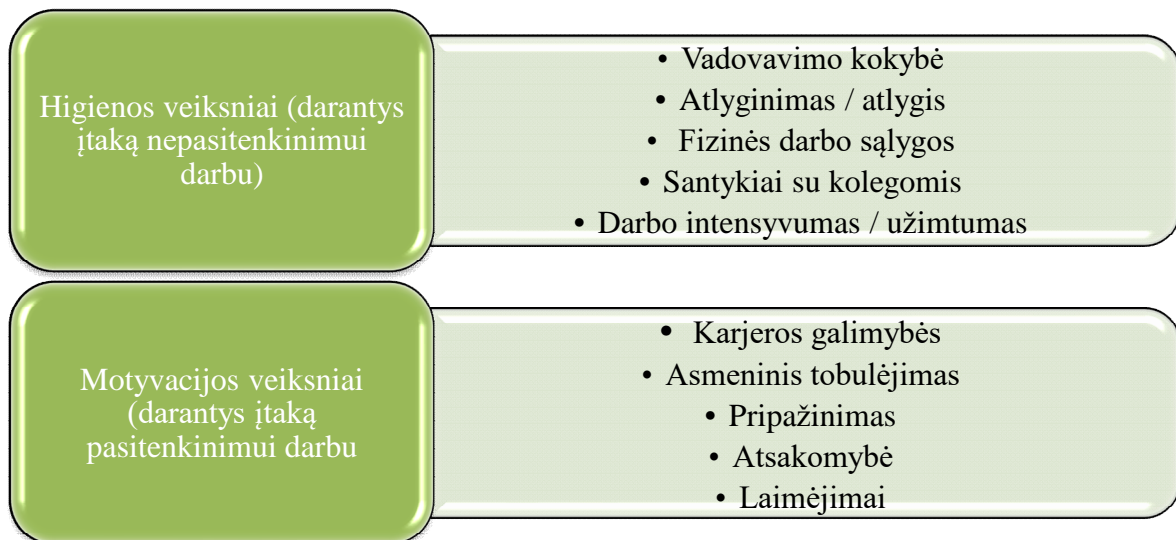 Higienos veiksniai (darantys
įtaką nepasitenkinimui
darbu)
• Vadovavimo kokybė
• Atlyginimas / atlygis
• Fizinės darbo sąlygos
• Santykiai su kolegomis
• Darbo intensyvumas / užimtumas
Motyvacijos veiksniai
(darantys įtaką
pasitenkinimui darbu
• Karjeros galimybės
• Asmeninis tobulėjimas
• Pripažinimas
• Atsakomybė
• Laimėjimai